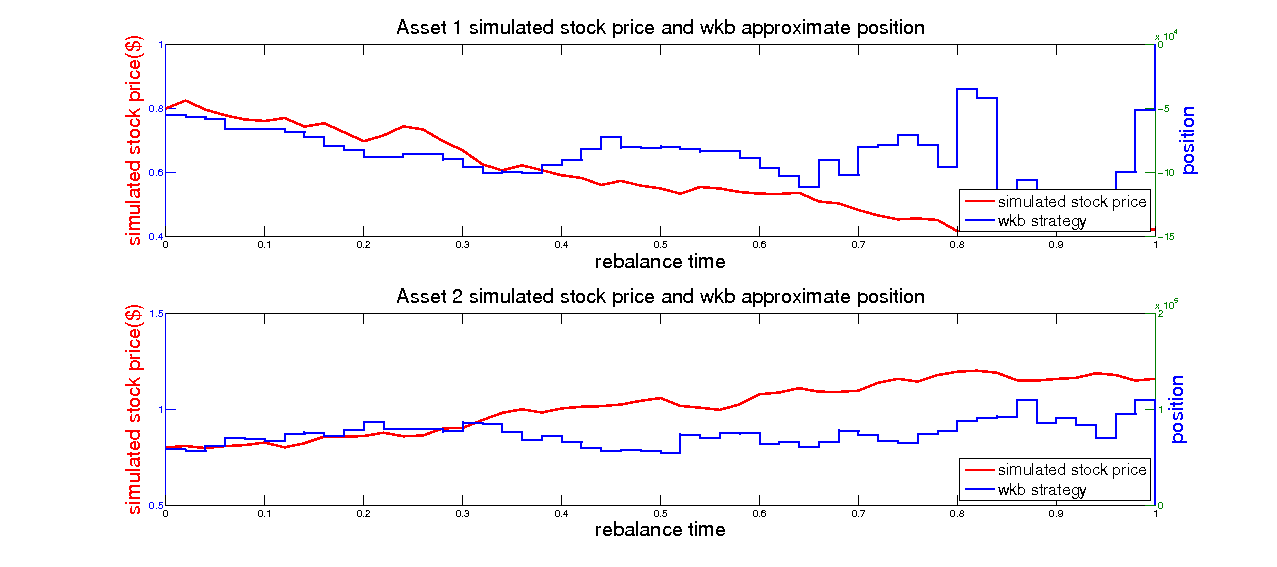 Asset 1 simulated stock price and wkb approximate position
x 10^4
simulated stock price($)
1
0.8
0.6
0.4
0
-5
-10
-15
position
simulated stock price
wkb strategy
0 0.1 0.2 0.3 0.4 0.5 0.6 0.7 0.8 0.9 1
rebalance time
Asset 2 simulated stock price and wkb approximate position
simulated stock price($)
1.5
1
0.5
2
1
0
position
simulated stock price
wkb strategy
0 0.1 0.2 0.3 0.4 0.5 0.6 0.7 0.8 0.9 1
rebalance time